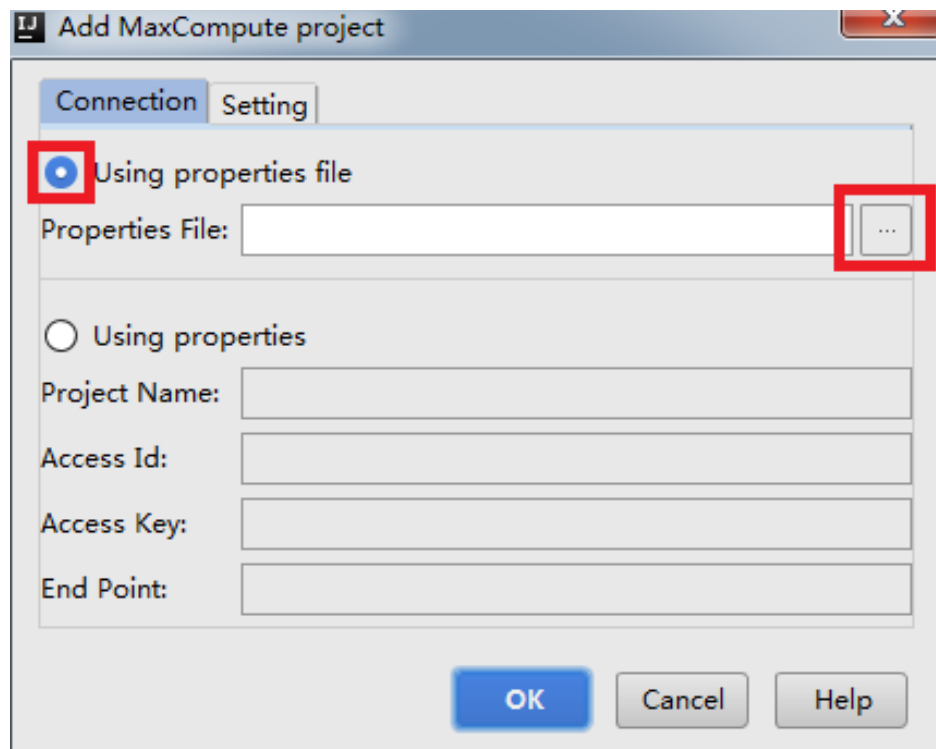 IJ Add MaxCompute project
Connection Setting
Using properties file
Properties File: ...
Using properties
Project Name:
Access Id:
Access Key:
End Point:
OK Cancel Help